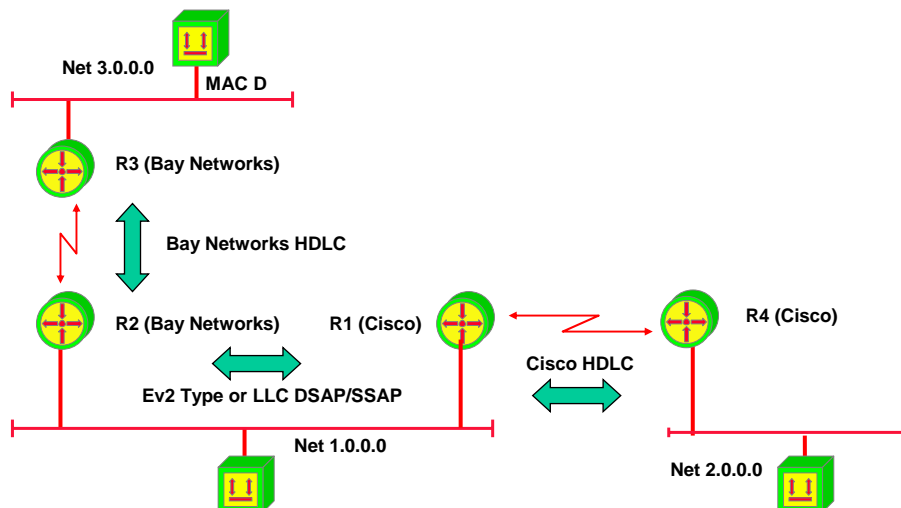 Net 3.0.0.0
MAC D
R3 (Bay Networks)
Bay Networks HDLC
R2 (Bay Networks)
R1 (Cisco)
R4 (Cisco)
Cisco HDLC
Ev2 Type or LLC DSAP/SSAP
Net 1.0.0.0
Net 2.0.0.0